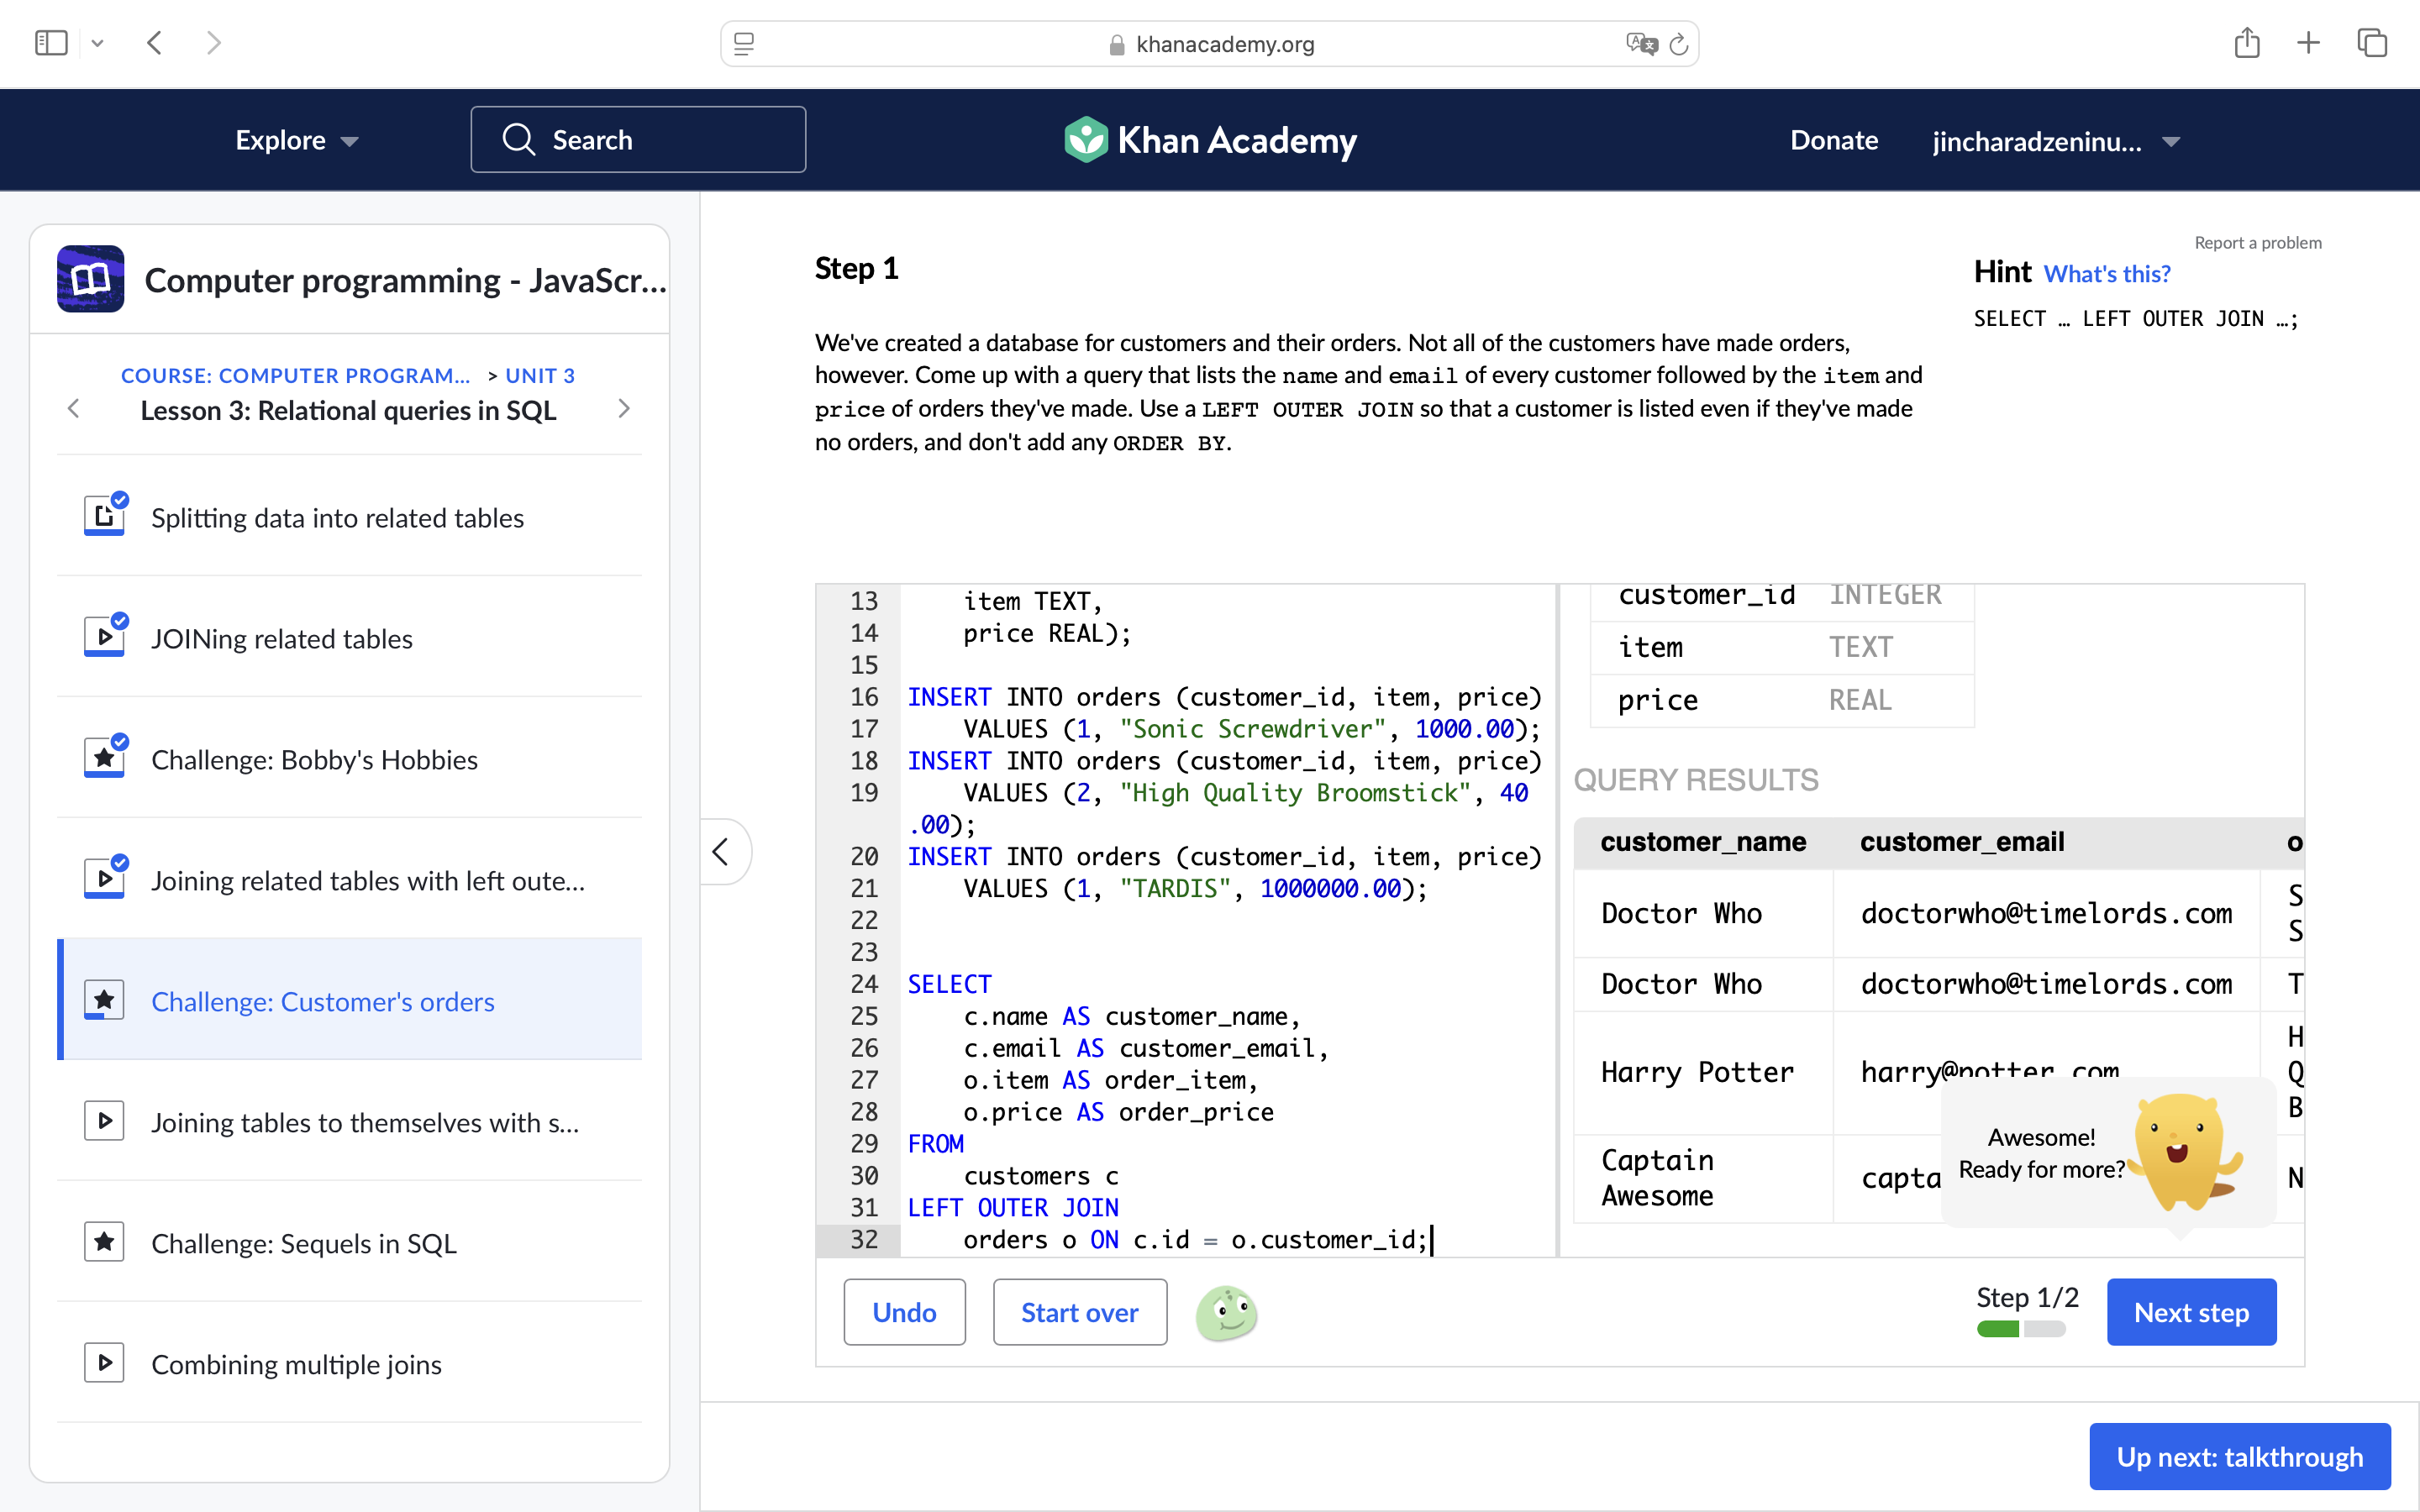 khanacademy.org
Explore
Search
Khan Academy
Donate
jincharadzeninu...
Computer programming - JavaScr...
COURSE: COMPUTER PROGRAM... > UNIT 3
Lesson 3: Relational queries in SQL
Splitting data into related tables
JOINing related tables
Challenge: Bobby's Hobbies
Joining related tables with left oute...
Challenge: Customer's orders
Joining tables to themselves with s...
Challenge: Sequels in SQL
Combining multiple joins
Report a problem
Step 1
Hint What's this?
SELECT … LEFT OUTER JOIN …;
We've created a database for customers and their orders. Not all of the customers have made orders,
however. Come up with a query that lists the name and email of every customer followed by the item and
price of orders they've made. Use a LEFT OUTER JOIN so that a customer is listed even if they've made
no orders, and don't add any ORDER BY.
13 item TEXT,
14 price REAL);
15
16 INSERT INTO orders (customer_id, item, price)
17 VALUES (1, "Sonic Screwdriver", 1000.00);
18 INSERT INTO orders (customer_id, item, price)
19 VALUES (2, "High Quality Broomstick", 40
.00);
20 INSERT INTO orders (customer_id, item, price)
21 VALUES (1, "TARDIS", 1000000.00);
22
23
24 SELECT
25 c.name AS customer_name,
26 c.email AS customer_email,
27 o.item AS order_item,
28 o.price AS order_price
29 FROM
30 customers c
31 LEFT OUTER JOIN
32 orders o ON c.id = o.customer_id;
customer_id INTEGER
item TEXT
price REAL
QUERY RESULTS
customer_name customer_email o
Doctor Who doctorwho@timelords.com S
S
Doctor Who doctorwho@timelords.com T
H
Harry Potter harry@potter.com Q
B
Captain
Awesome capta N
Awesome!
Ready for more?
Undo
Start over
Step 1/2
Next step
Up next: talkthrough